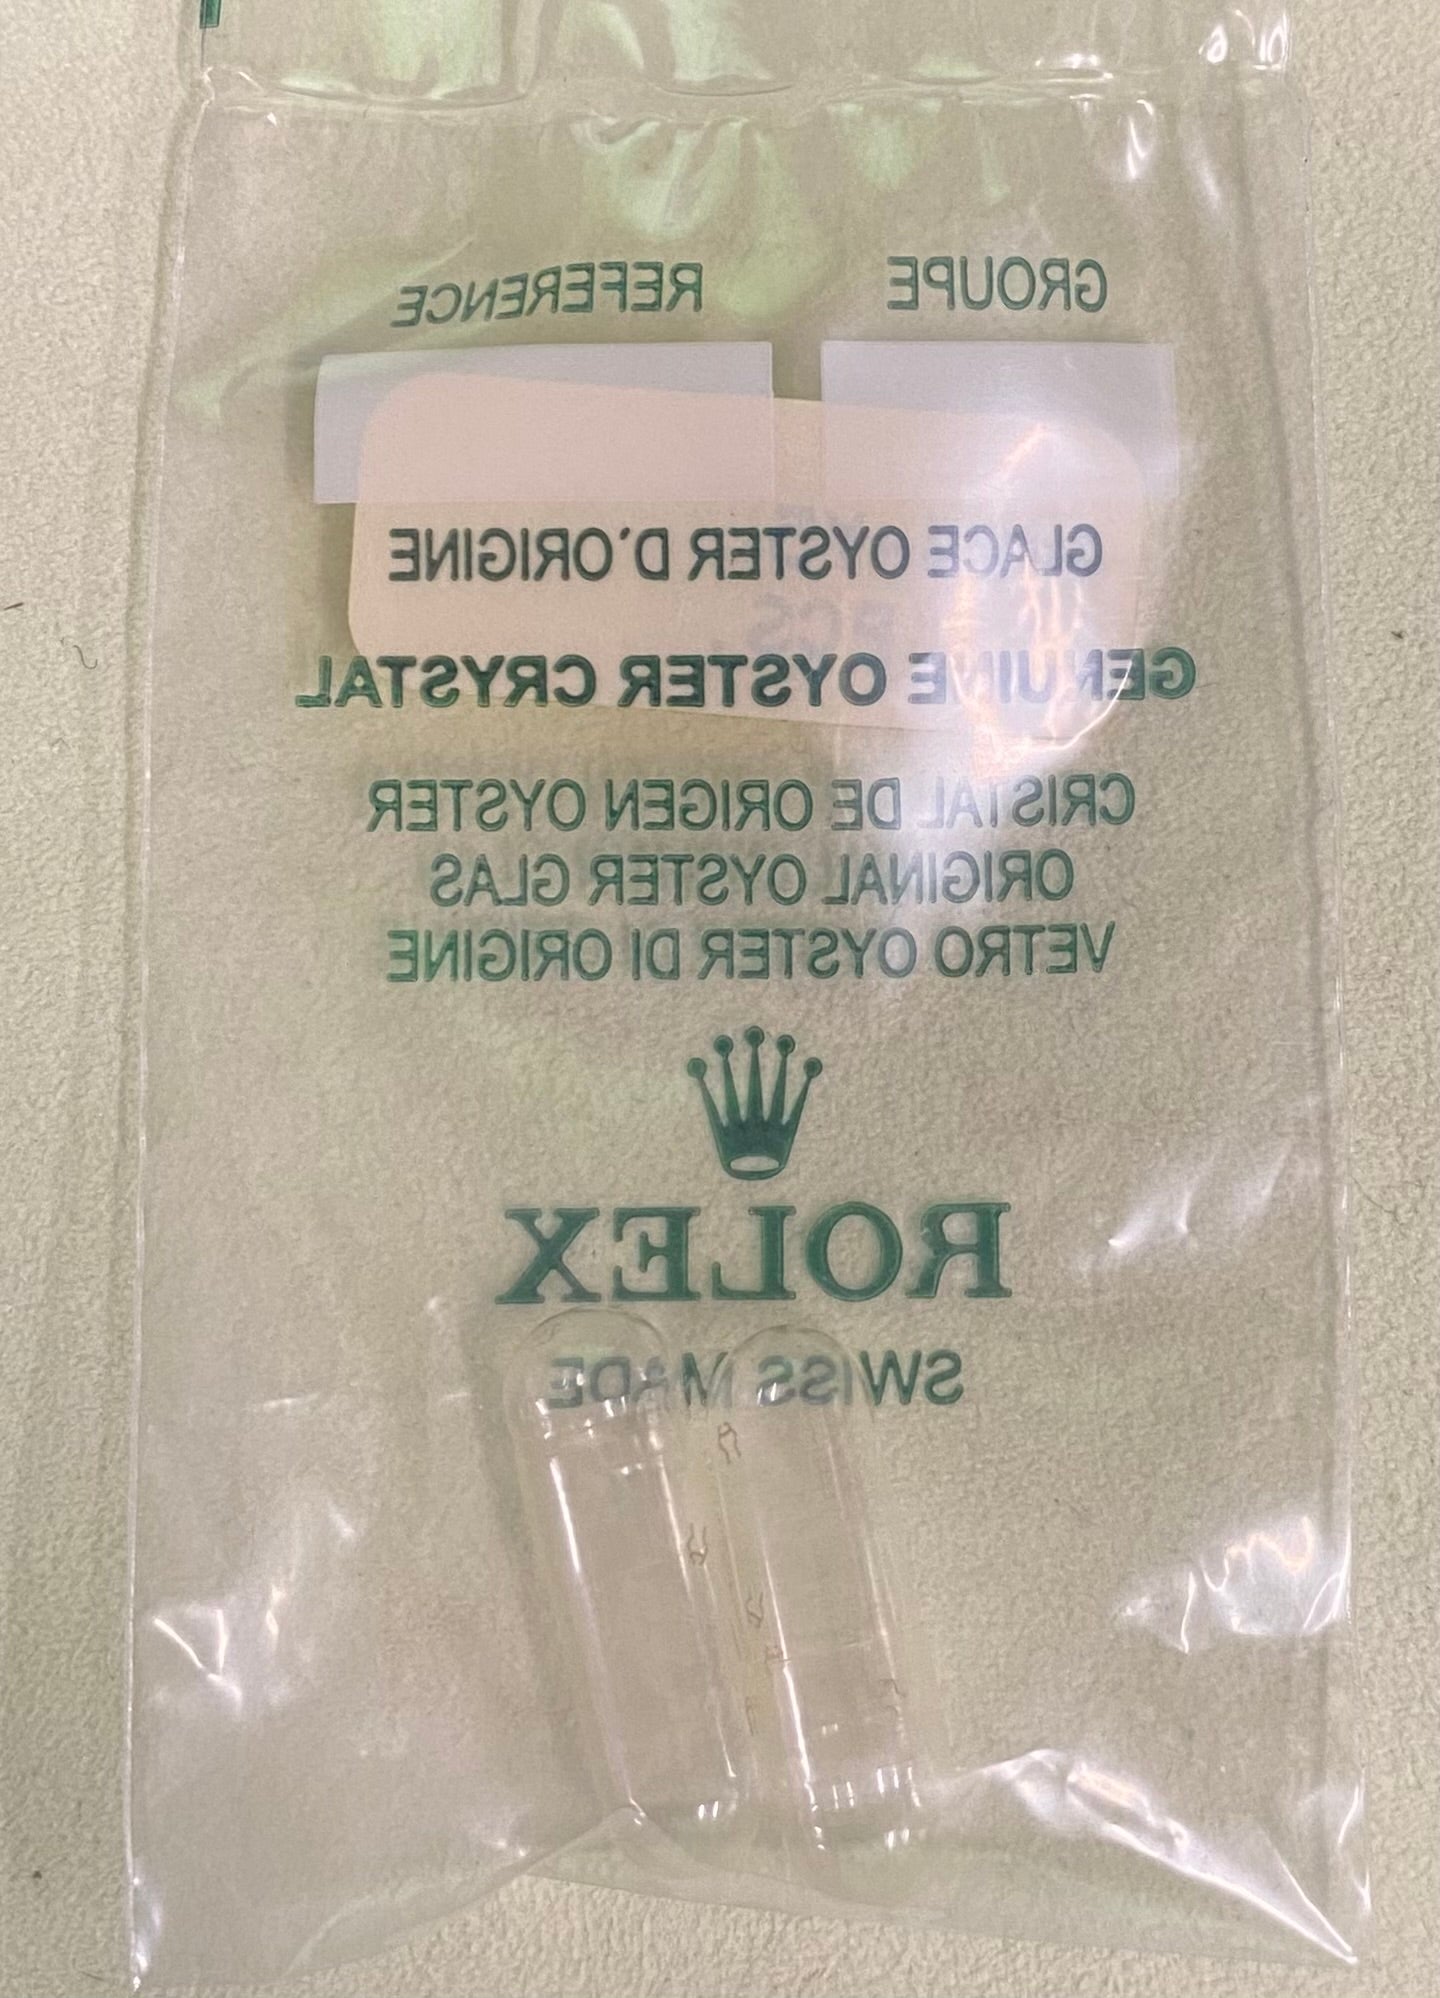 GROUPE REFERENCE
GLACE OYSTER D'ORIGINE
GENUINE OYSTER CRYSTAL
CRISTAL DE ORIGEN OYSTER
ORIGINAL OYSTER GLAS
VETRO OYSTER DI ORIGINE
ROLEX
SWISS MADE